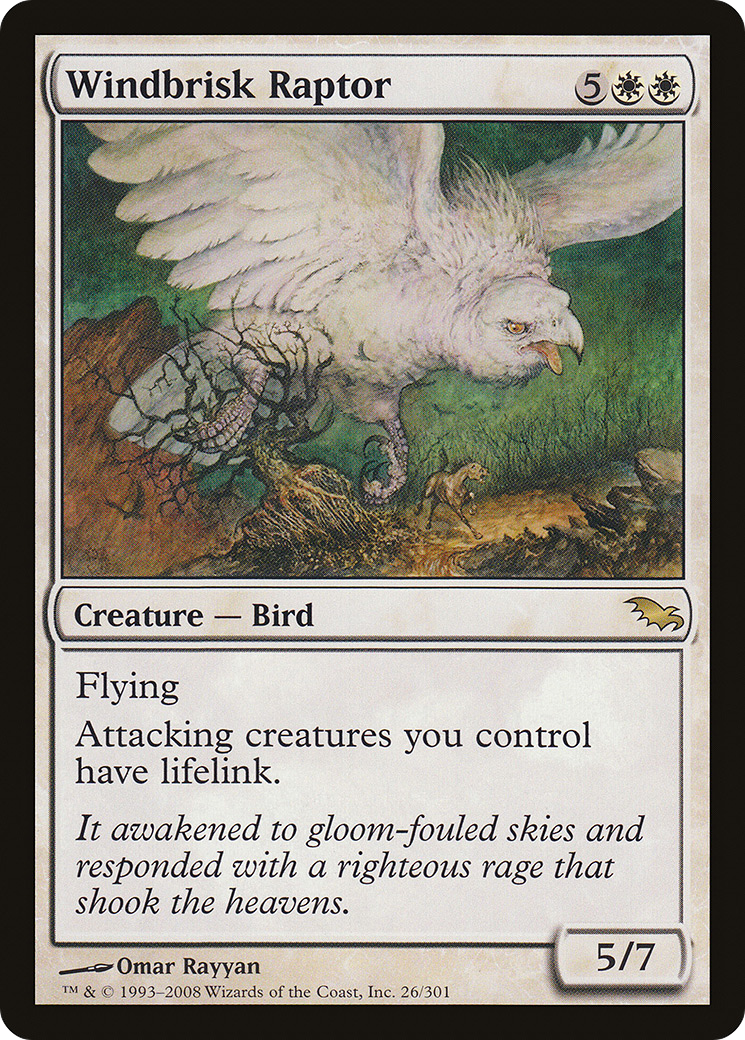 Windbrisk Raptor 5
Creature — Bird
Flying
Attacking creatures you control
have lifelink.
It awakened to gloom-fouled skies and
responded with a righteous rage that
shook the heavens.
5/7
Omar Rayyan
™ & © 1993–2008 Wizards of the Coast, Inc. 26/301